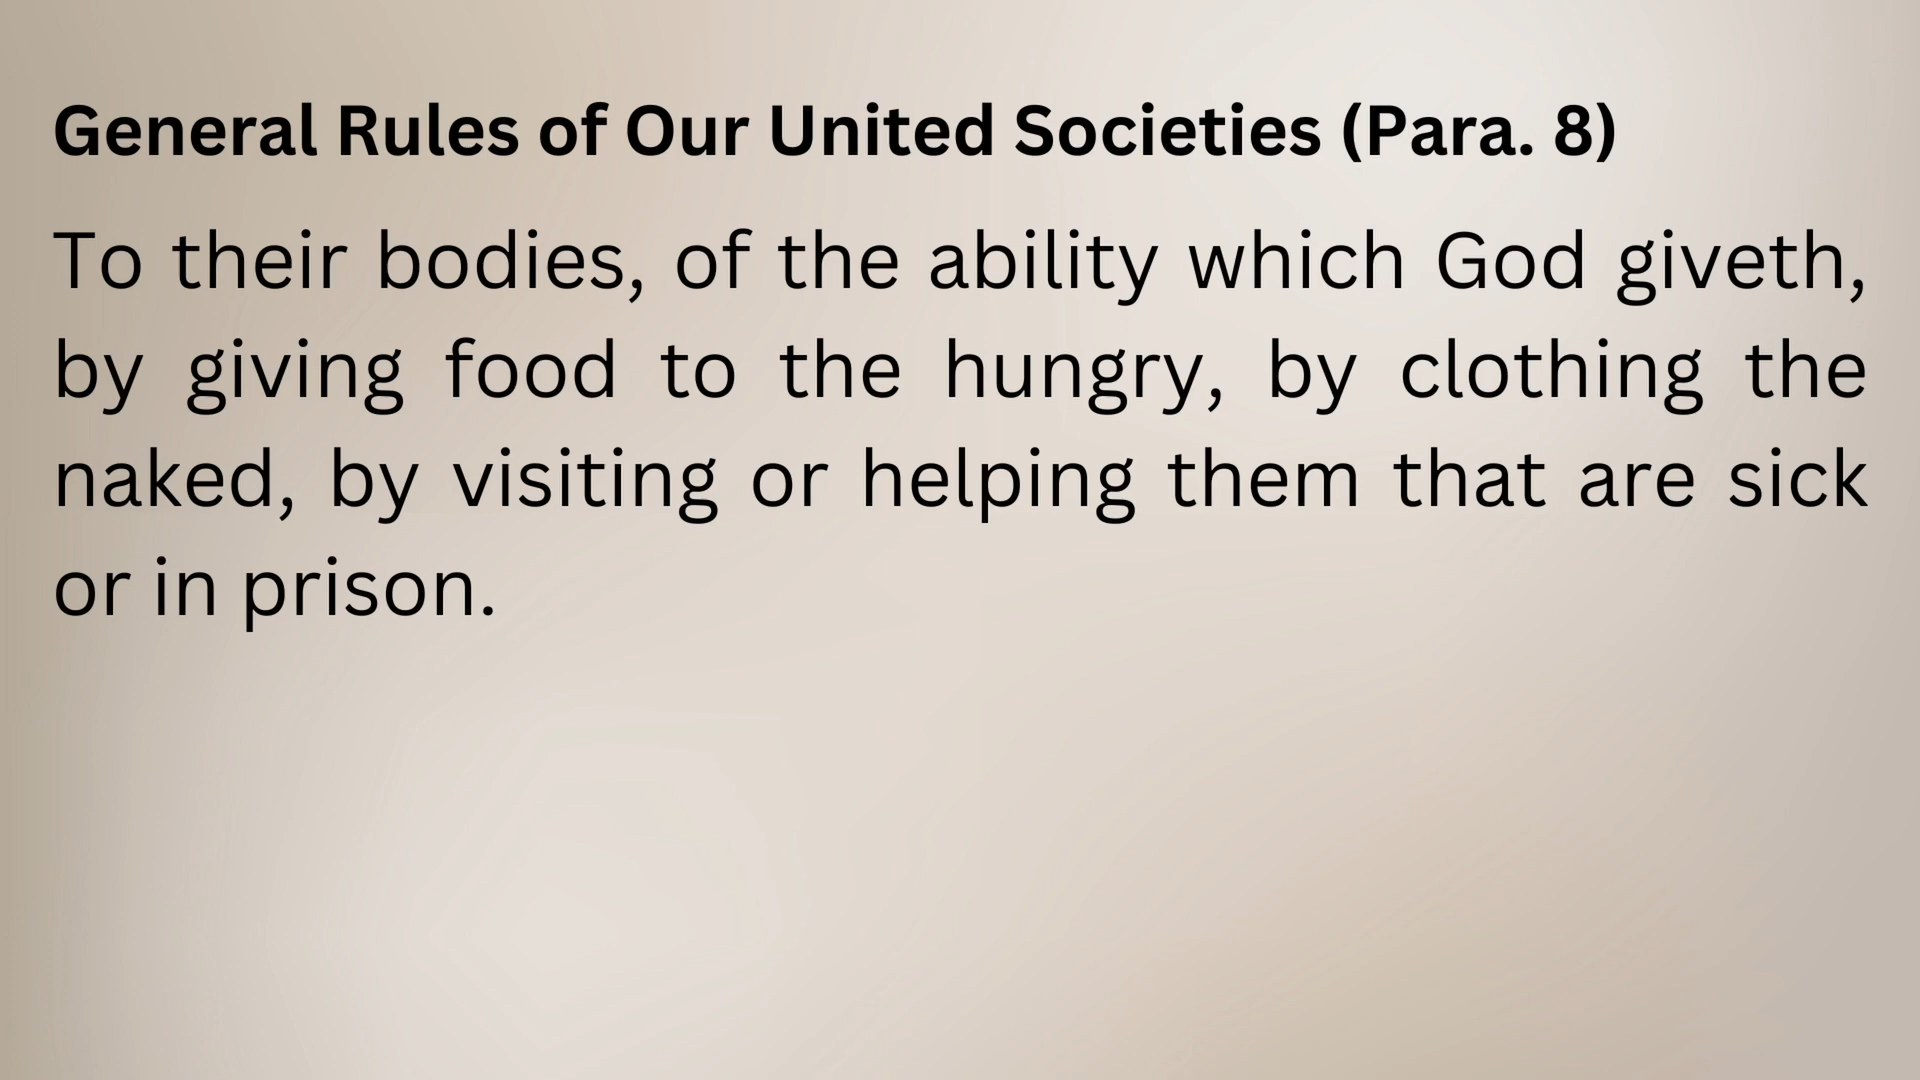 General Rules of Our United Societies (Para. 8)
To their bodies, of the ability which God giveth,
by giving food to the hungry, by clothing the
naked, by visiting or helping them that are sick
or in prison.